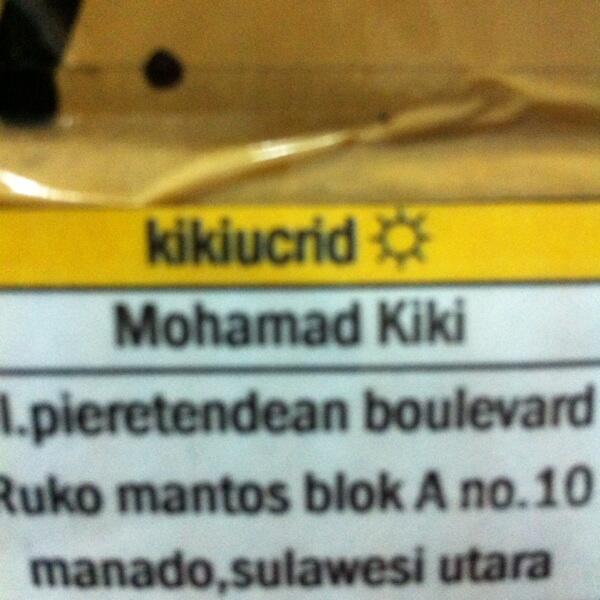 kikiucrid
Mohamad Kiki
l.pieretendean boulevard
Ruko mantos blok A no.10
manado,sulawesi utara